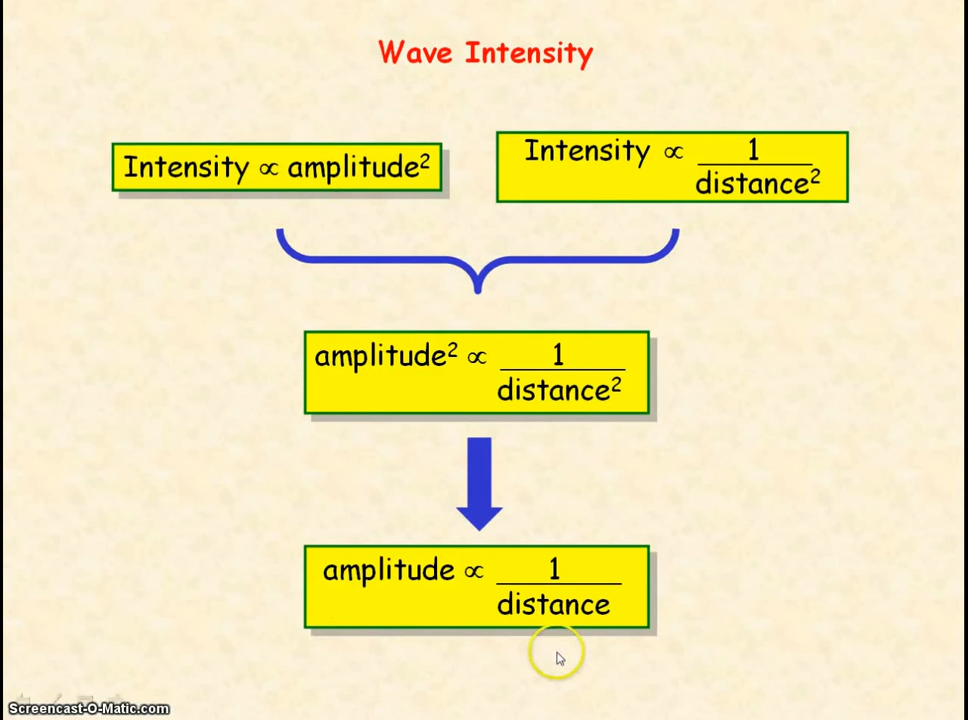 Wave Intensity
Intensity ∝ amplitude²
Intensity ∝ 1
distance²
amplitude² ∝ 1
distance²
amplitude ∝ 1
distance
Screencast-O-Matic.com